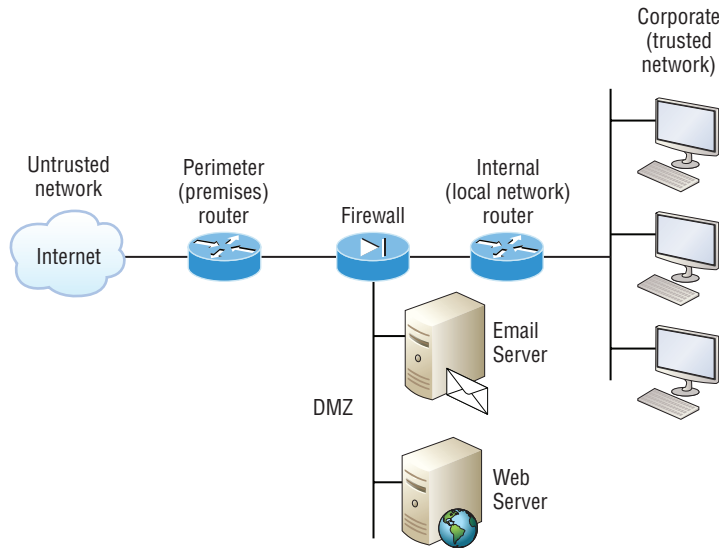 Corporate
(trusted
network)
Untrusted
network
Perimeter
(premises)
router
Firewall
Internal
(local network)
router
Internet
Email
Server
DMZ
Web
Server